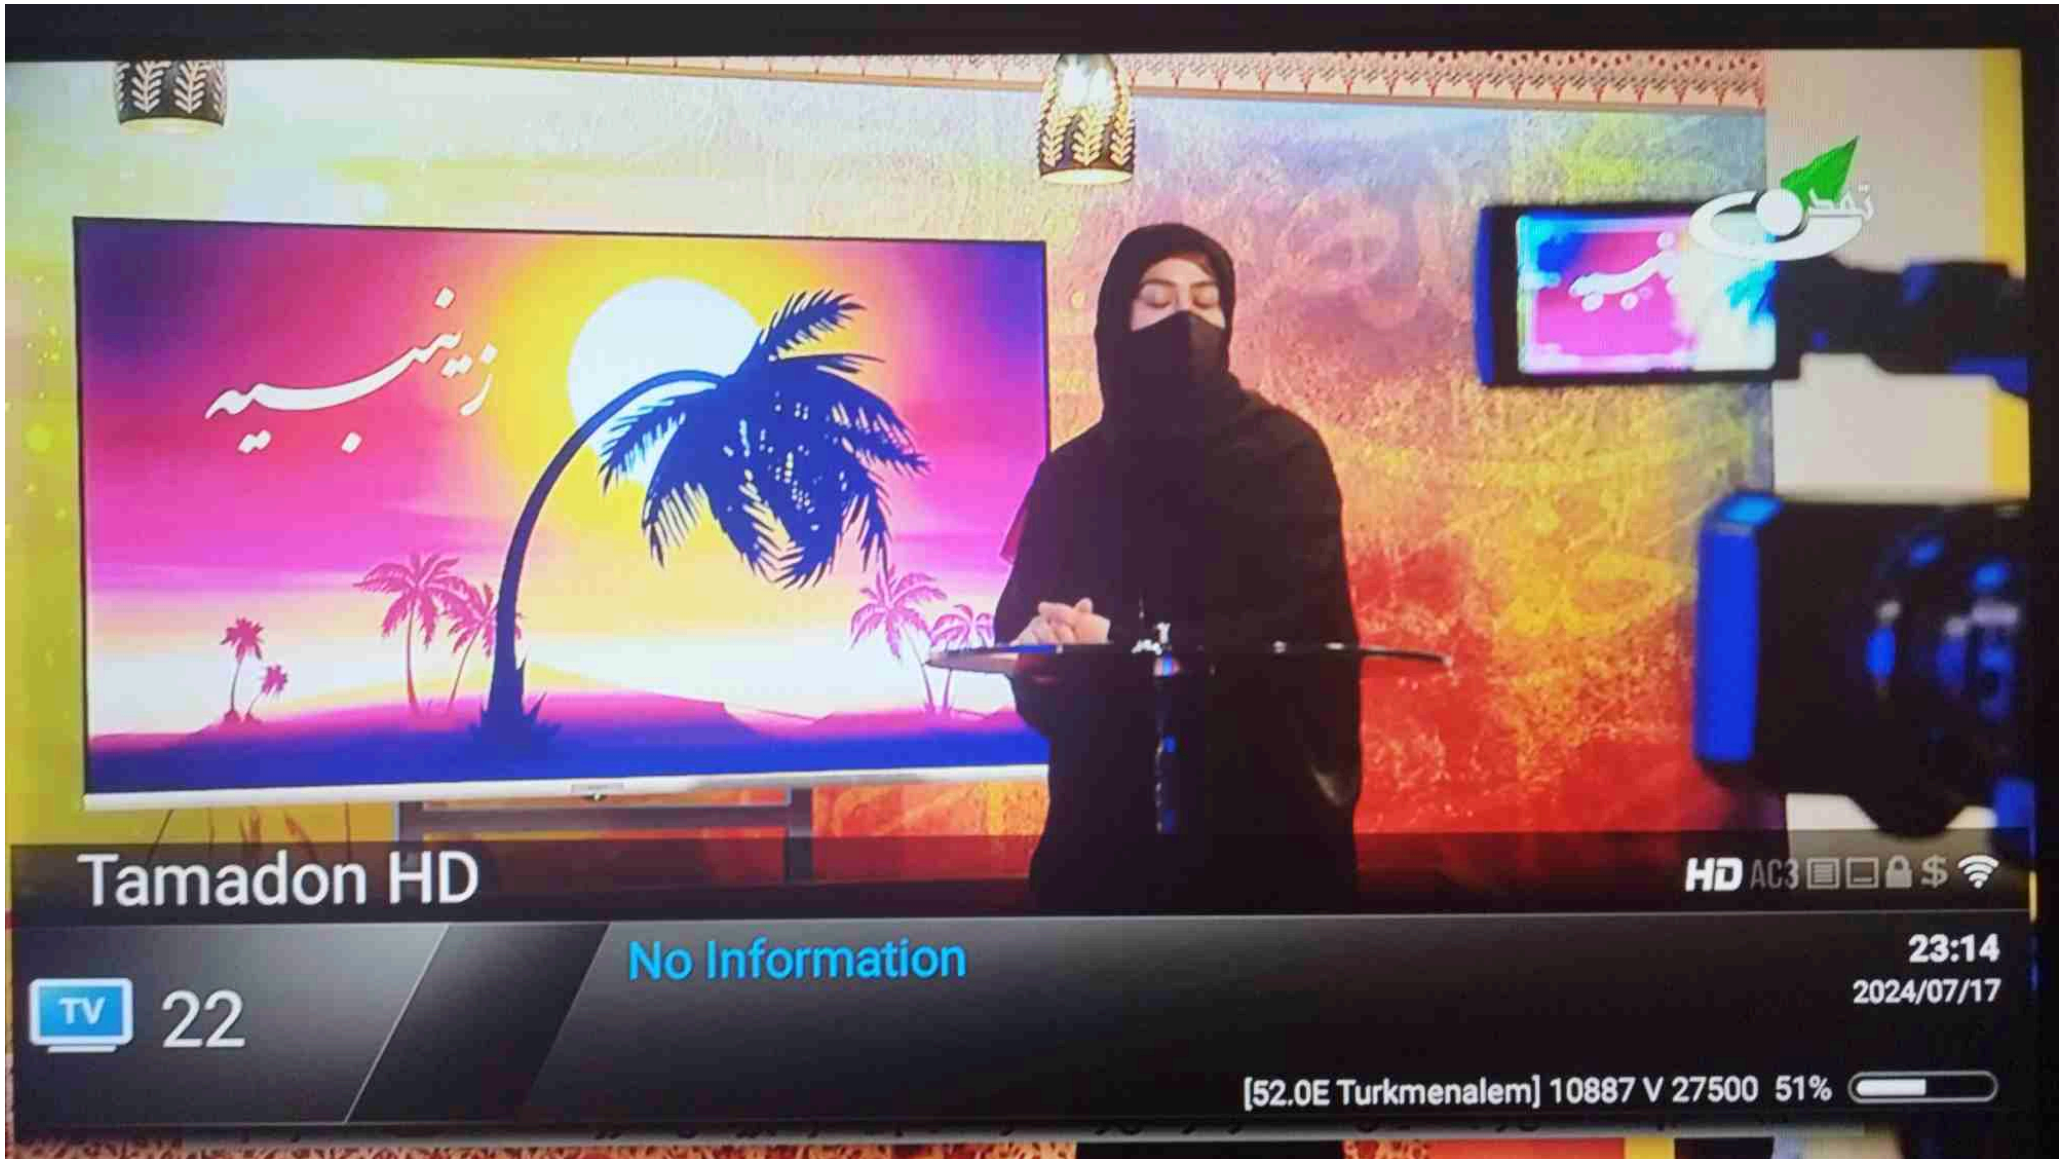 تمدن
زینبیه
Tamadon HD
HD AC3 $
No Information
23:14
2024/07/17
TV 22
[52.0E Turkmenalem] 10887 V 27500 51%